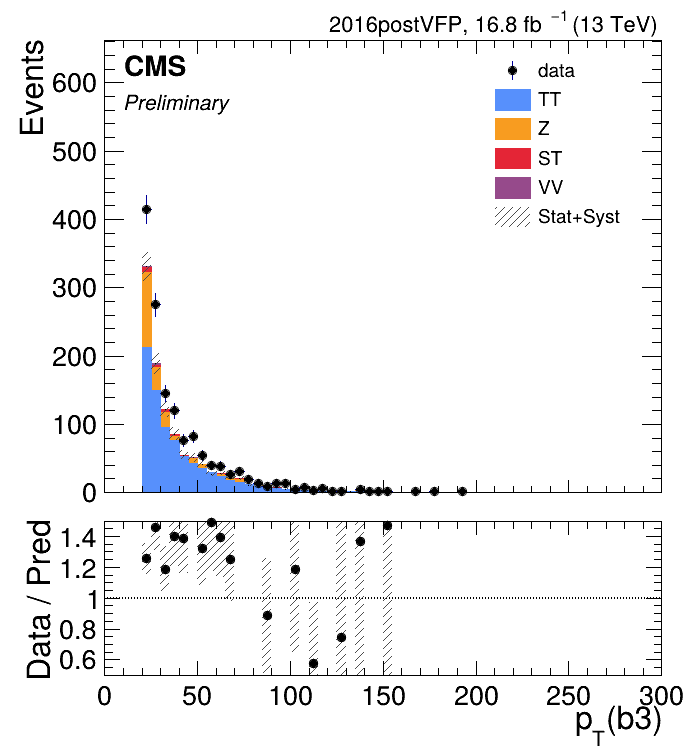 2016postVFP, 16.8 fb ⁻¹ (13 TeV)
CMS
Preliminary
Events
data
TT
Z
ST
VV
Stat+Syst
600
500
400
300
200
100
0
Data / Pred
1.4
1.2
1
0.8
0.6
0 50 100 150 200 250 300
p_T(b3)